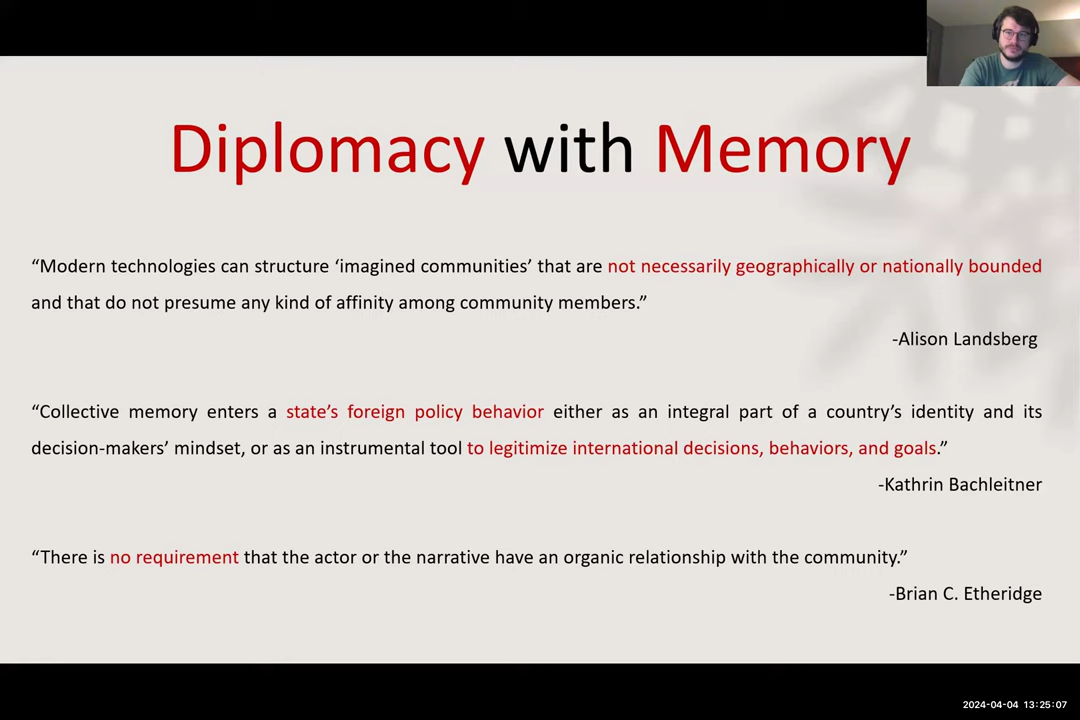 Diplomacy with Memory
“Modern technologies can structure ‘imagined communities’ that are not necessarily geographically or nationally bounded
and that do not presume any kind of affinity among community members.”
-Alison Landsberg
“Collective memory enters a state’s foreign policy behavior either as an integral part of a country’s identity and its
decision-makers’ mindset, or as an instrumental tool to legitimize international decisions, behaviors, and goals.”
-Kathrin Bachleitner
“There is no requirement that the actor or the narrative have an organic relationship with the community.”
-Brian C. Etheridge
2024-04-04 13:25:07